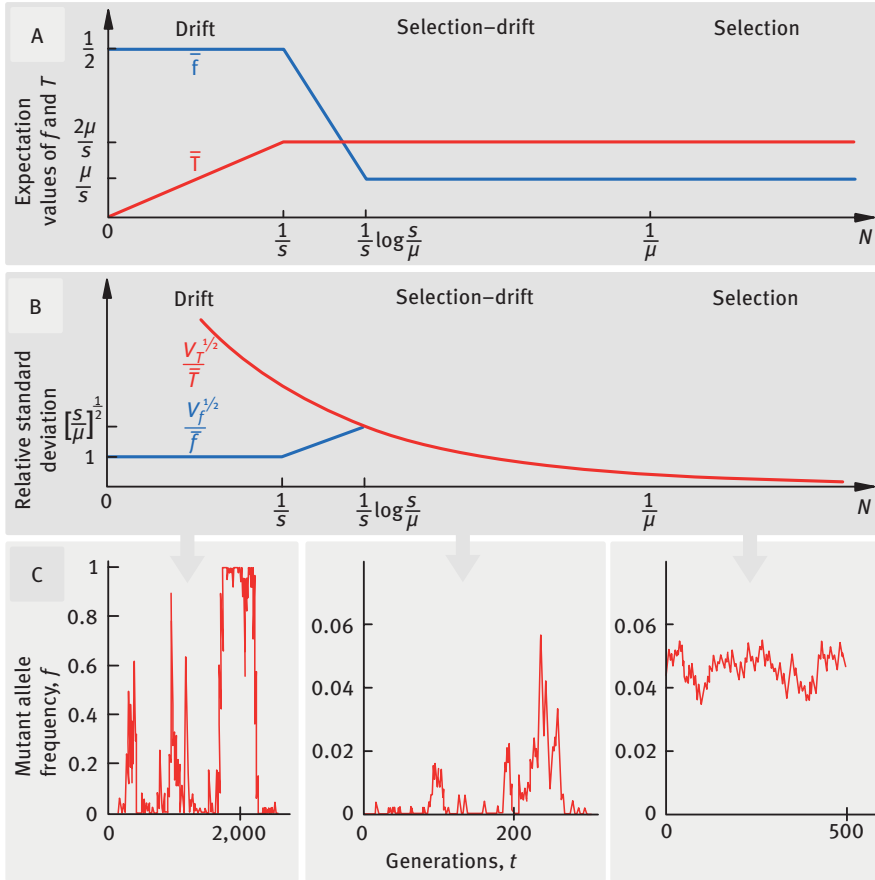 A
Drift
Selection–drift
Selection
Expectation
values of f and T
1/2
2μ/s
μ/s
f̅
T̅
0
1/s
1/s log s/μ
1/μ
N
B
Drift
Selection–drift
Selection
Relative standard
deviation
[s/μ]^1/2
1
V_T^1/2 / T̿
V_f^1/2 / f̅
0
1/s
1/s log s/μ
1/μ
N
C
Mutant allele
frequency, f
1
0.8
0.6
0.4
0.2
0
0
2,000
0.06
0.04
0.02
0
0
200
0.06
0.04
0.02
0
0
500
Generations, t